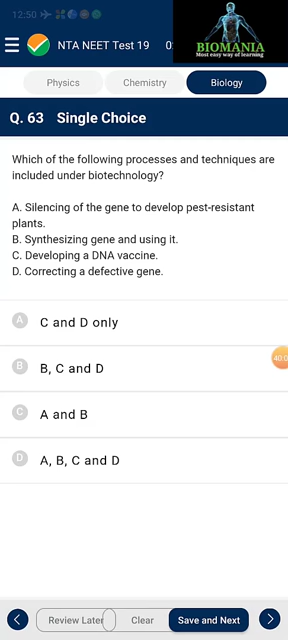 12:50
NTA NEET Test 19
BIOMANIA
Most easy way of learning
Physics
Chemistry
Biology
Q. 63 Single Choice
Which of the following processes and techniques are
included under biotechnology?
A. Silencing of the gene to develop pest-resistant
plants.
B. Synthesizing gene and using it.
C. Developing a DNA vaccine.
D. Correcting a defective gene.
A C and D only
B B, C and D
C A and B
D A, B, C and D
Review Later
Clear
Save and Next